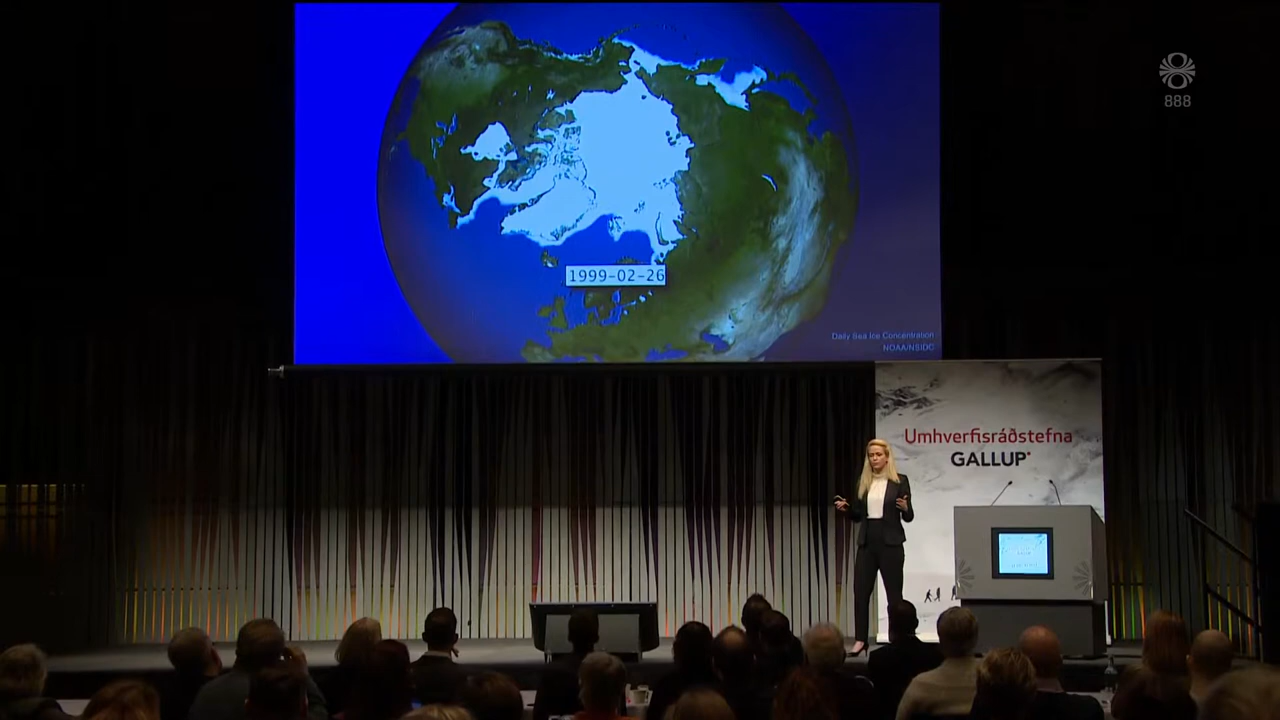 888
1999-02-26
Daily Sea Ice Concentration
NOAA/NSIDC
Umhverfisráðstefna
GALLUP